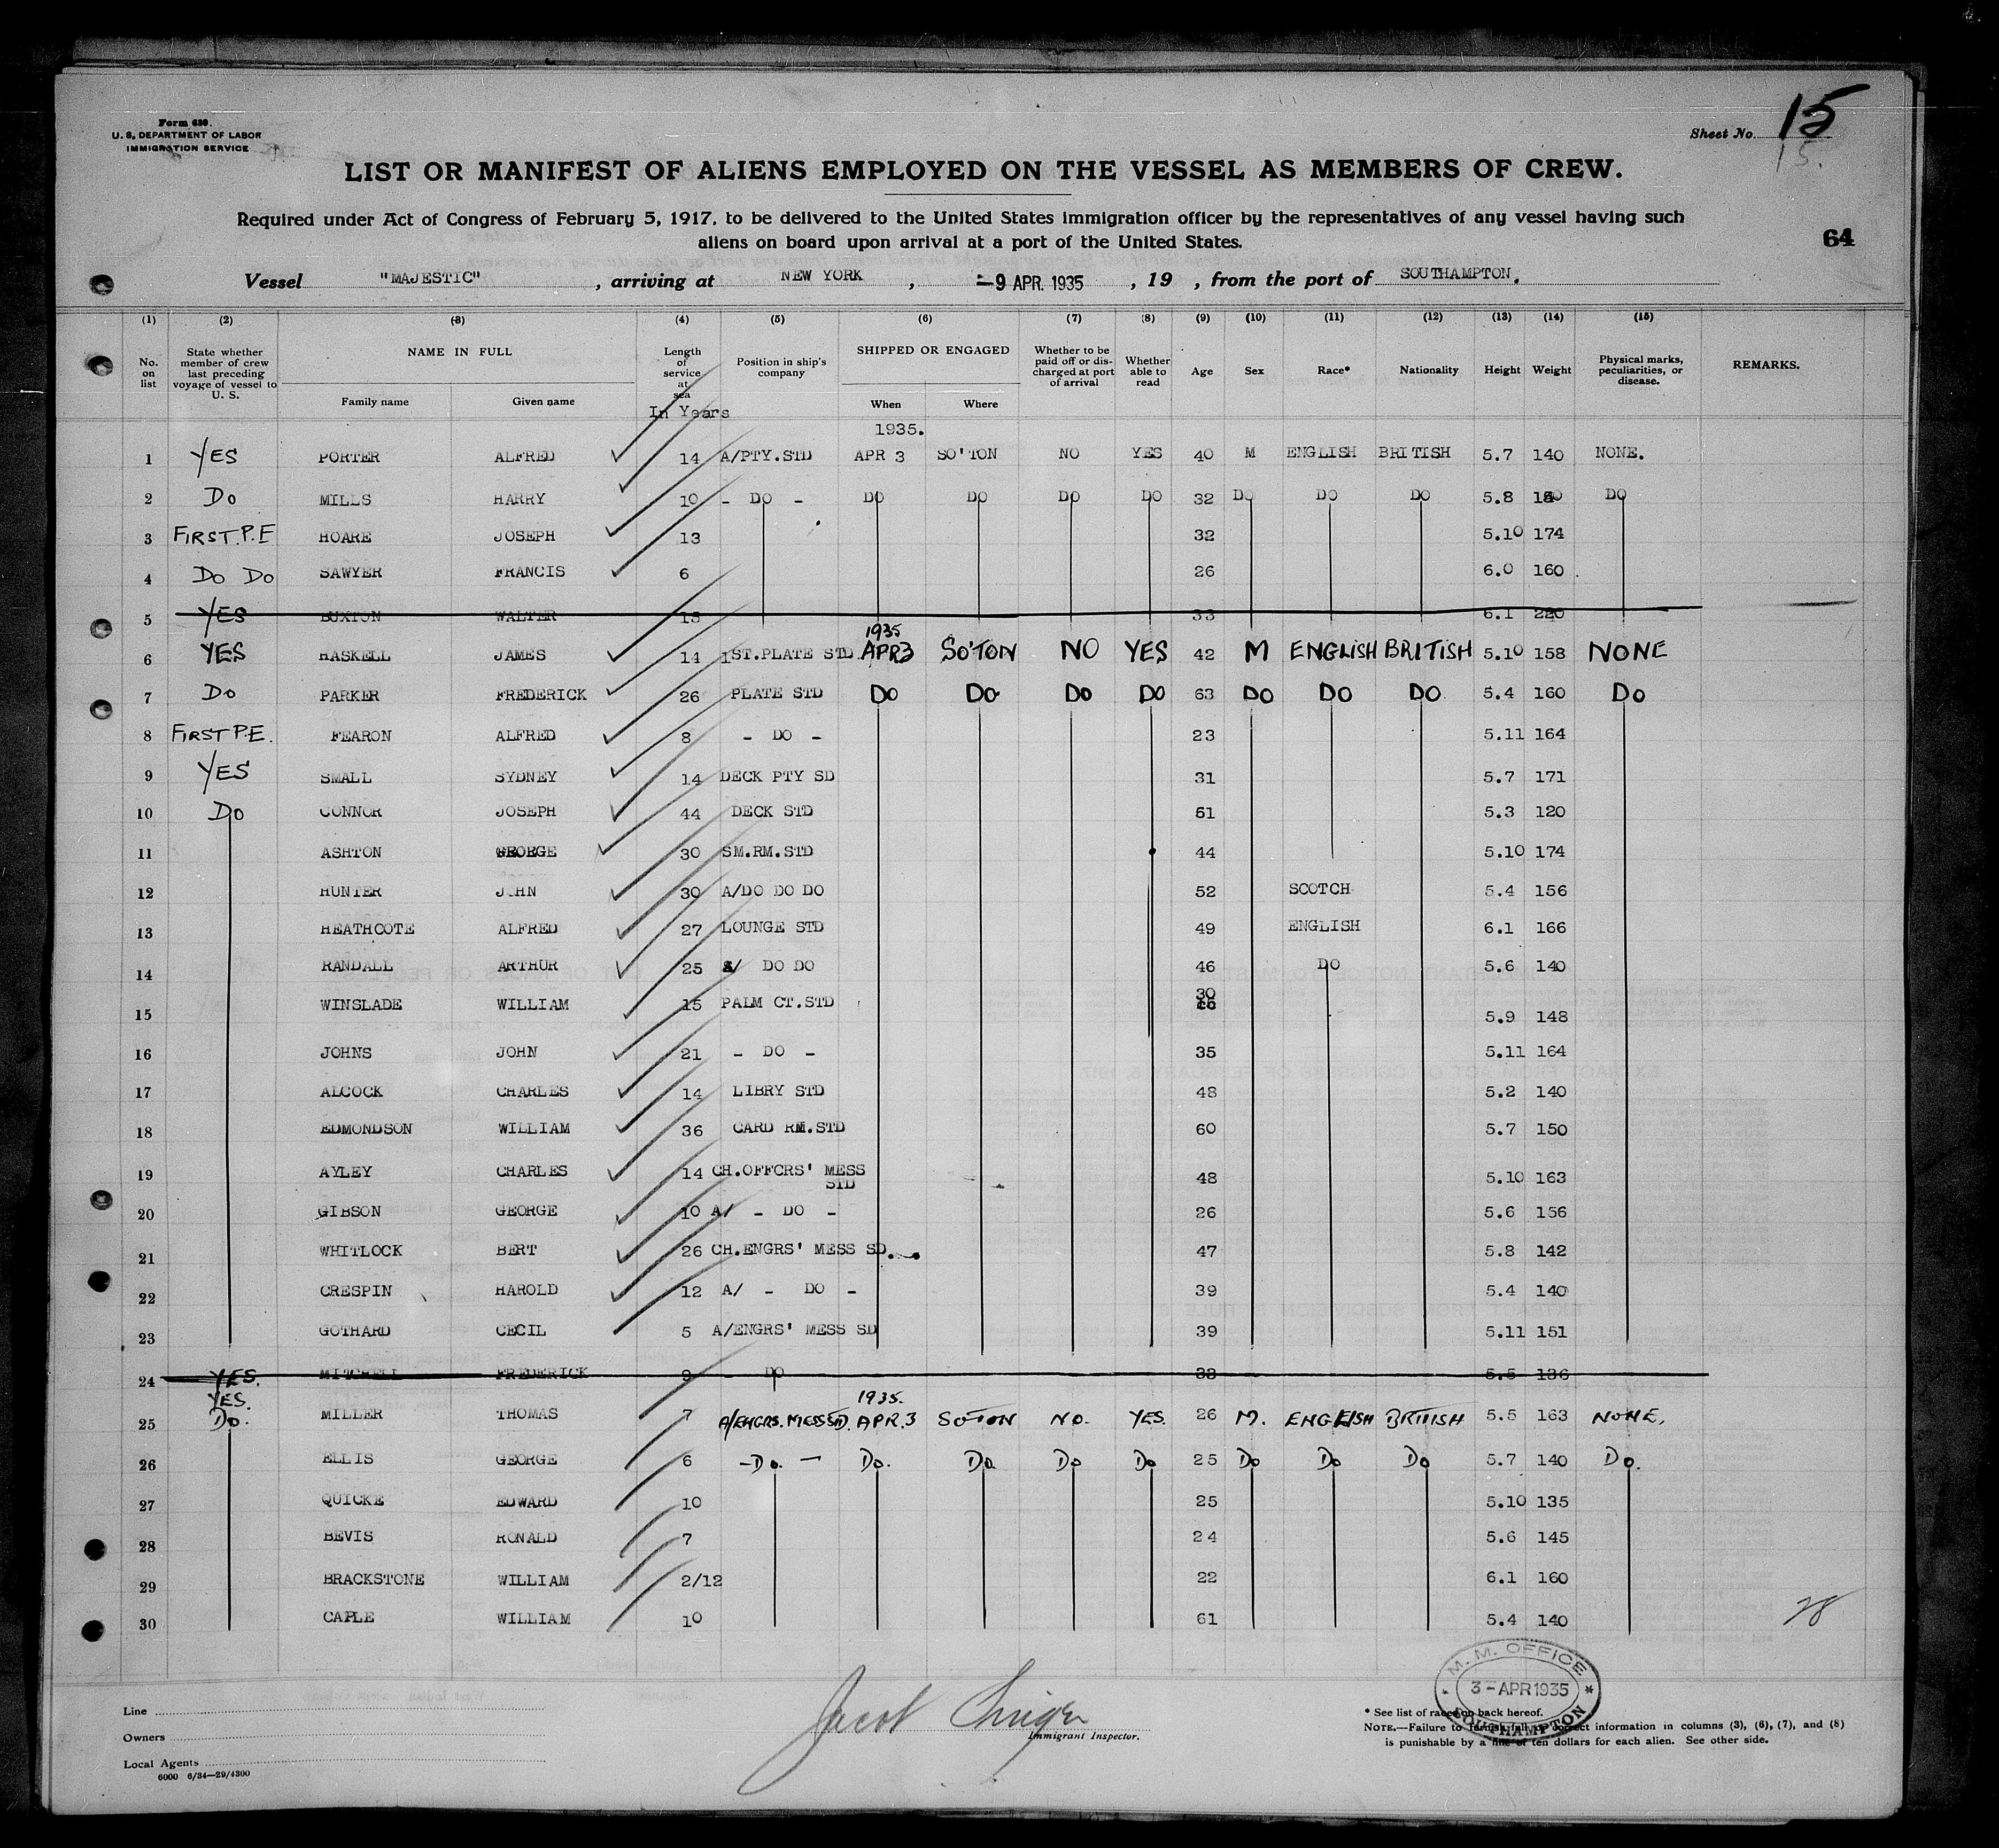 Form 630.
U. S. DEPARTMENT OF LABOR
IMMIGRATION SERVICE
Sheet No. 15
15.
LIST OR MANIFEST OF ALIENS EMPLOYED ON THE VESSEL AS MEMBERS OF CREW.
Required under Act of Congress of February 5, 1917, to be delivered to the United States immigration officer by the representatives of any vessel having such
aliens on board upon arrival at a port of the United States.
64
Vessel "MAJESTIC", arriving at NEW YORK, -9 APR. 1935, 19 , from the port of SOUTHAMPTON.
(1) (2) (3) (4) (5) (6) (7) (8) (9) (10) (11) (12) (13) (14) (15)
No. on list State whether member of crew last preceding voyage of vessel to U. S. NAME IN FULL Family name Given name Length of service at sea In Years Position in ship's company SHIPPED OR ENGAGED When Where Whether to be paid off or discharged at port of arrival Whether able to read Age Sex Race* Nationality Height Weight Physical marks, peculiarities, or disease. REMARKS.
1935.
1 YES PORTER ALFRED 14 A/PTY.STD APR 3 SO'TON NO YES 40 M ENGLISH BRITISH 5.7 140 NONE.
2 DO MILLS HARRY 10 - DO - DO DO DO DO 32 DO DO DO 5.8 DO
3 FIRST.P.E HOARE JOSEPH 13 32 5.10 174
4 DO DO SAWYER FRANCIS 6 26 6.0 160
5 YES BUXTON WALTER 13 33 6.1 220
1935
6 YES HASKELL JAMES 14 1ST.PLATE STD APR3 SO'TON NO YES 42 M ENGLISH BRITISH 5.10 158 NONE
7 DO PARKER FREDERICK 26 PLATE STD DO DO DO DO 63 DO DO DO 5.4 160 DO
8 FIRST P.E. FEARON ALFRED 8 - DO - 23 5.11 164
9 YES SMALL SYDNEY 14 DECK PTY SD 31 5.7 171
10 DO CONNOR JOSEPH 44 DECK STD 61 5.3 120
11 ASHTON GEORGE 30 SM.RM.STD 44 5.10 174
12 HUNTER JOHN 30 A/DO DO DO 52 SCOTCH 5.4 156
13 HEATHCOTE ALFRED 27 LOUNGE STD 49 ENGLISH 6.1 166
14 RANDALL ARTHUR 25 A/ DO DO 46 DO 5.6 140
15 WINSLADE WILLIAM 15 PALM CT.STD 30 5.9 148
16 JOHNS JOHN 21 - DO - 35 5.11 164
17 ALCOCK CHARLES 14 LIBRY STD 48 5.2 140
18 EDMONDSON WILLIAM 36 CARD RM.STD 60 5.7 150
19 AYLEY CHARLES 14 CH.OFFCRS' MESS STD 48 5.10 163
20 GIBSON GEORGE 10 A/ - DO - 26 5.6 156
21 WHITLOCK BERT 26 CH.ENGRS' MESS SD. 47 5.8 142
22 CRESPIN HAROLD 12 A/ - DO - 39 5.4 140
23 GOTHARD CECIL 5 A/ENGRS' MESS SD 39 5.11 151
24 YES. MITCHELL FREDERICK 9 DO 38 5.5 136
YES. 1935.
25 DO. MILLER THOMAS 7 A/ENGRS. MESS SD. APR.3 SO'TON NO. YES. 26 M. ENGLISH BRITISH 5.5 163 NONE.
26 ELLIS GEORGE 6 -DO.- DO. DO. DO DO 25 DO DO DO 5.7 140 DO.
27 QUICKE EDWARD 10 25 5.10 135
28 BEVIS RONALD 7 24 5.6 145
29 BRACKSTONE WILLIAM 2/12 22 6.1 160
30 CAPLE WILLIAM 10 61 5.4 140
28
M. M. OFFICE
3 - APR 1935
SOUTHAMPTON
Line
Owners
Local Agents
6000 6/34—29/4300
Jacob
Immigrant Inspector.
* See list of races on back hereof.
NOTE.—Failure to furnish full or correct information in columns (3), (6), (7), and (8)
is punishable by a fine of ten dollars for each alien. See other side.